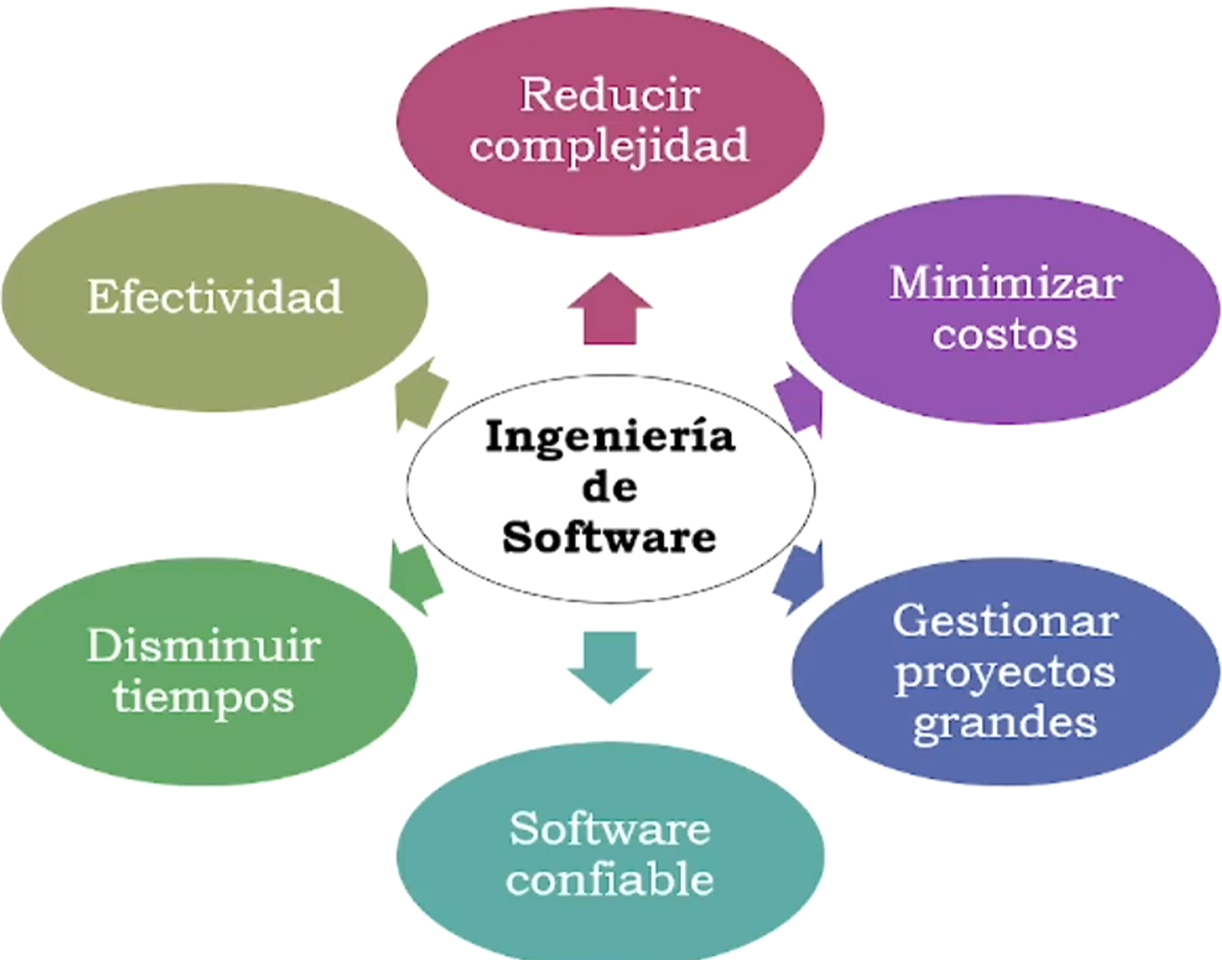 Reducir
complejidad
Minimizar
costos
Gestionar
proyectos
grandes
Software
confiable
Disminuir
tiempos
Efectividad
Ingeniería
de
Software